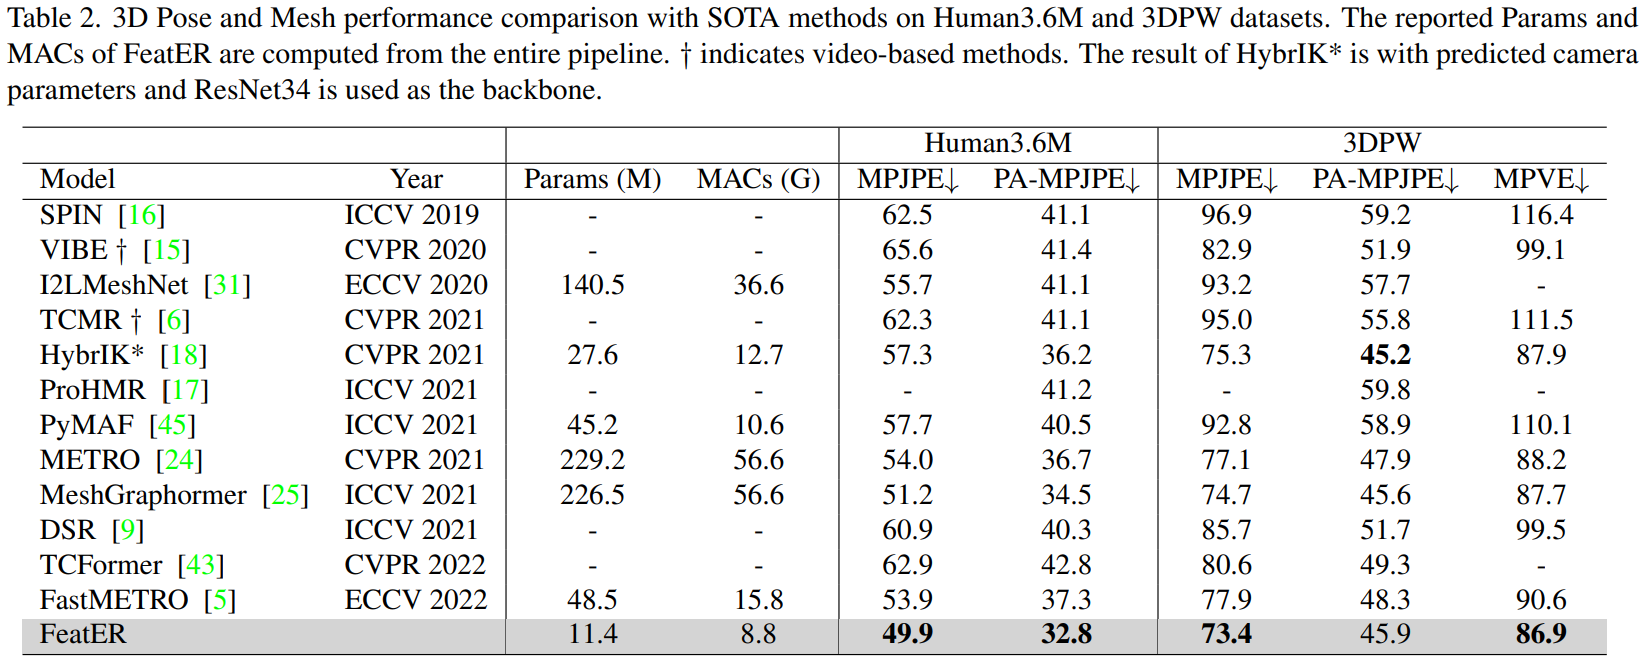 Table 2. 3D Pose and Mesh performance comparison with SOTA methods on Human3.6M and 3DPW datasets. The reported Params and
MACs of FeatER are computed from the entire pipeline. † indicates video-based methods. The result of HybrIK* is with predicted camera
parameters and ResNet34 is used as the backbone.
Human3.6M 3DPW
Model Year Params (M) MACs (G) MPJPE↓ PA-MPJPE↓ MPJPE↓ PA-MPJPE↓ MPVE↓
SPIN [16] ICCV 2019 - - 62.5 41.1 96.9 59.2 116.4
VIBE † [15] CVPR 2020 - - 65.6 41.4 82.9 51.9 99.1
I2LMeshNet [31] ECCV 2020 140.5 36.6 55.7 41.1 93.2 57.7 -
TCMR † [6] CVPR 2021 - - 62.3 41.1 95.0 55.8 111.5
HybrIK* [18] CVPR 2021 27.6 12.7 57.3 36.2 75.3 45.2 87.9
ProHMR [17] ICCV 2021 - - - 41.2 - 59.8 -
PyMAF [45] ICCV 2021 45.2 10.6 57.7 40.5 92.8 58.9 110.1
METRO [24] CVPR 2021 229.2 56.6 54.0 36.7 77.1 47.9 88.2
MeshGraphormer [25] ICCV 2021 226.5 56.6 51.2 34.5 74.7 45.6 87.7
DSR [9] ICCV 2021 - - 60.9 40.3 85.7 51.7 99.5
TCFormer [43] CVPR 2022 - - 62.9 42.8 80.6 49.3 -
FastMETRO [5] ECCV 2022 48.5 15.8 53.9 37.3 77.9 48.3 90.6
FeatER 11.4 8.8 49.9 32.8 73.4 45.9 86.9